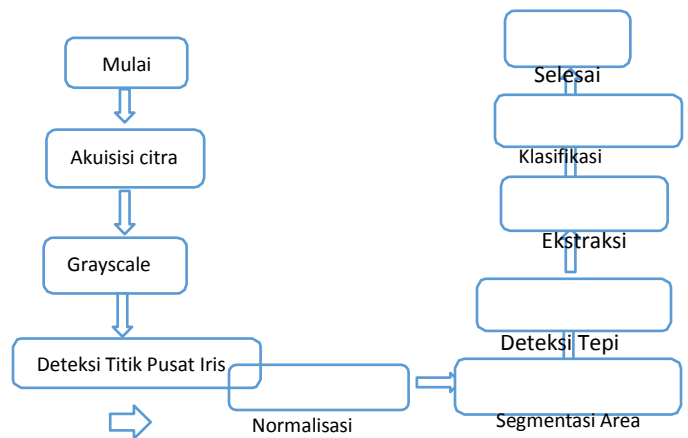 Mulai
Akuisisi citra
Grayscale
Deteksi Titik Pusat Iris
Normalisasi
Segmentasi Area
Deteksi Tepi
Ekstraksi
Klasifikasi
Selesai